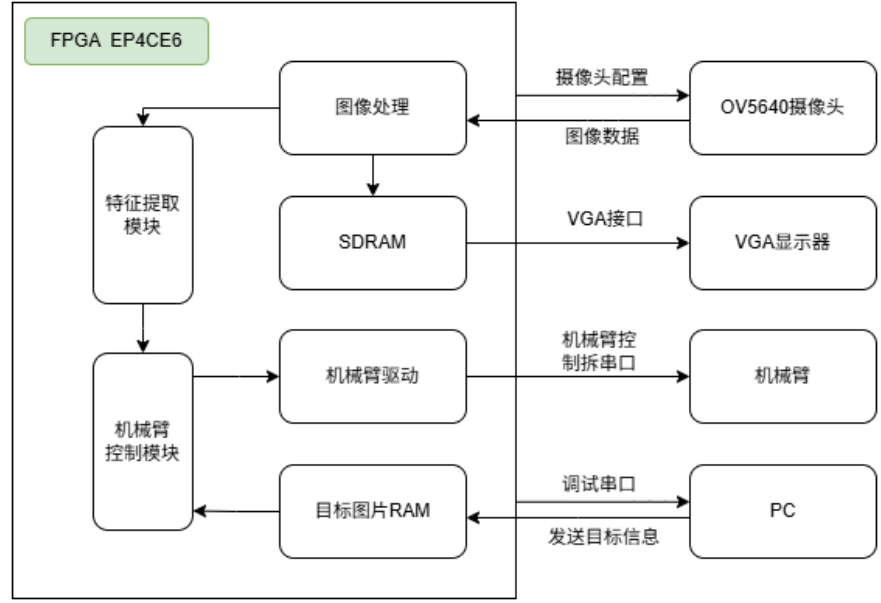 FPGA EP4CE6
图像处理
摄像头配置
图像数据
OV5640摄像头
特征提取
模块
SDRAM
VGA接口
VGA显示器
机械臂驱动
机械臂控
制拆串口
机械臂
机械臂
控制模块
目标图片RAM
调试串口
发送目标信息
PC